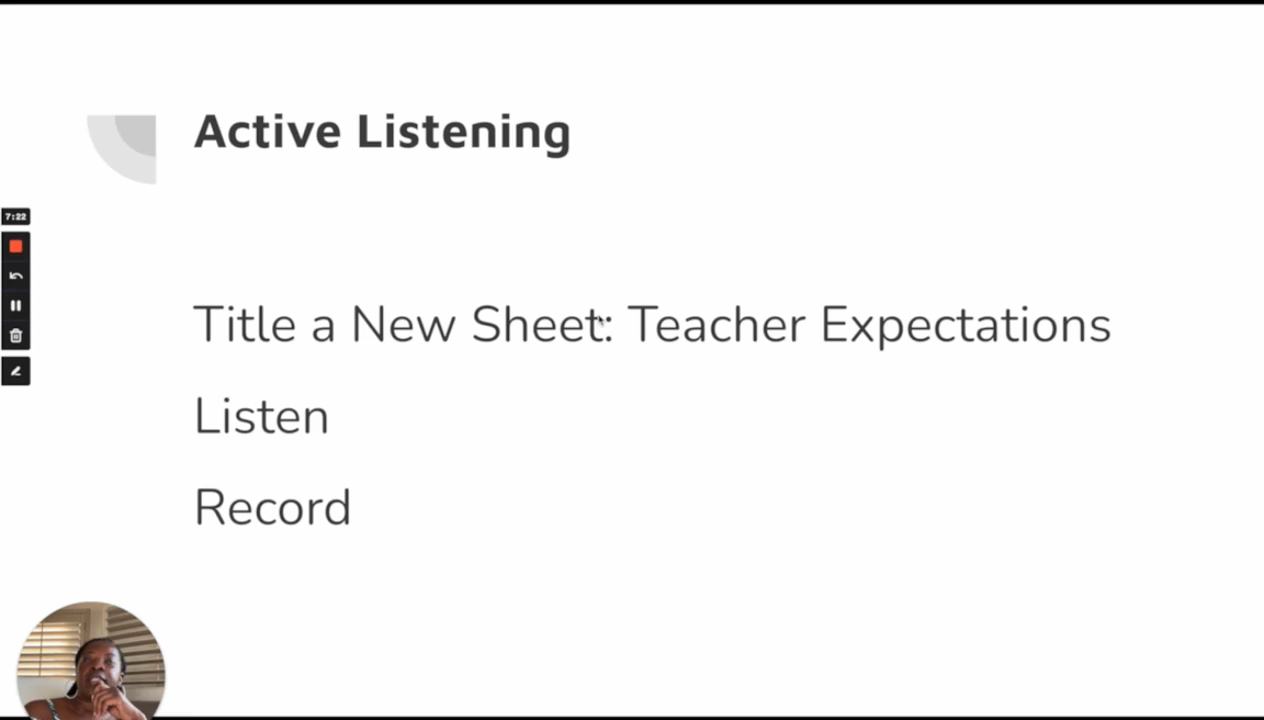 Active Listening
7:22
Title a New Sheet: Teacher Expectations
Listen
Record